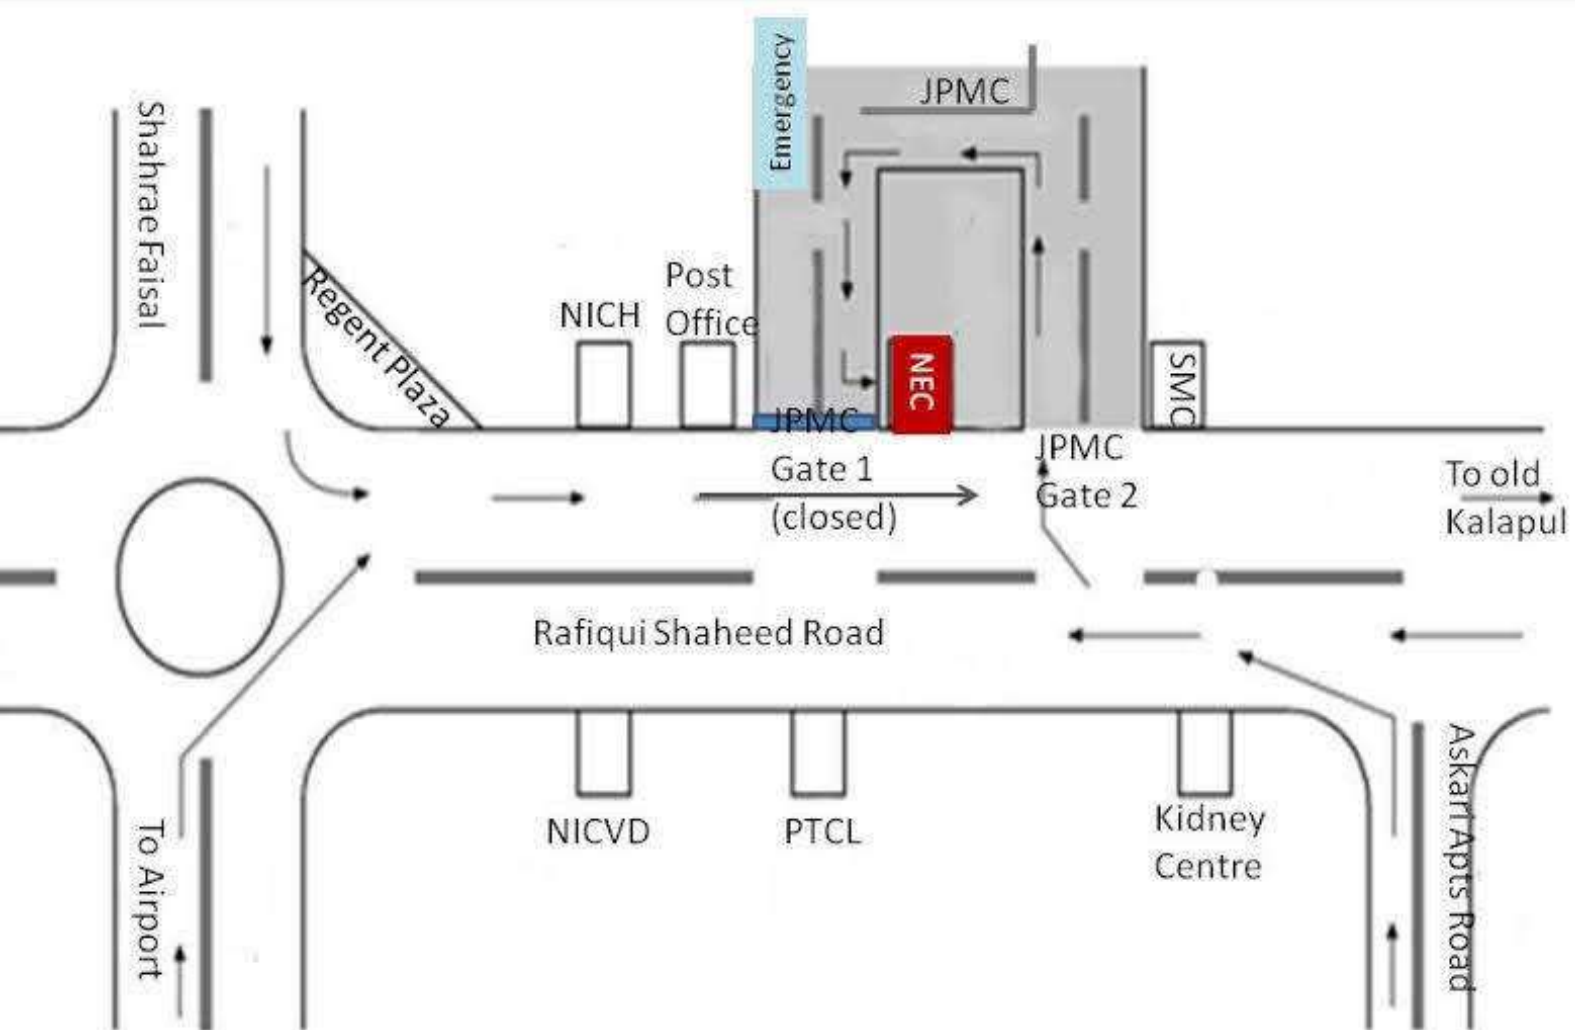 Emergency
JPMC
Shahrae Faisal
Regent Plaza
NICH
Post
Office
NEC
SMC
JPMC
Gate 1
(closed)
JPMC
Gate 2
To old
Kalapul
Rafiqui Shaheed Road
NICVD
PTCL
Kidney
Centre
To Airport
Askari Apts Road